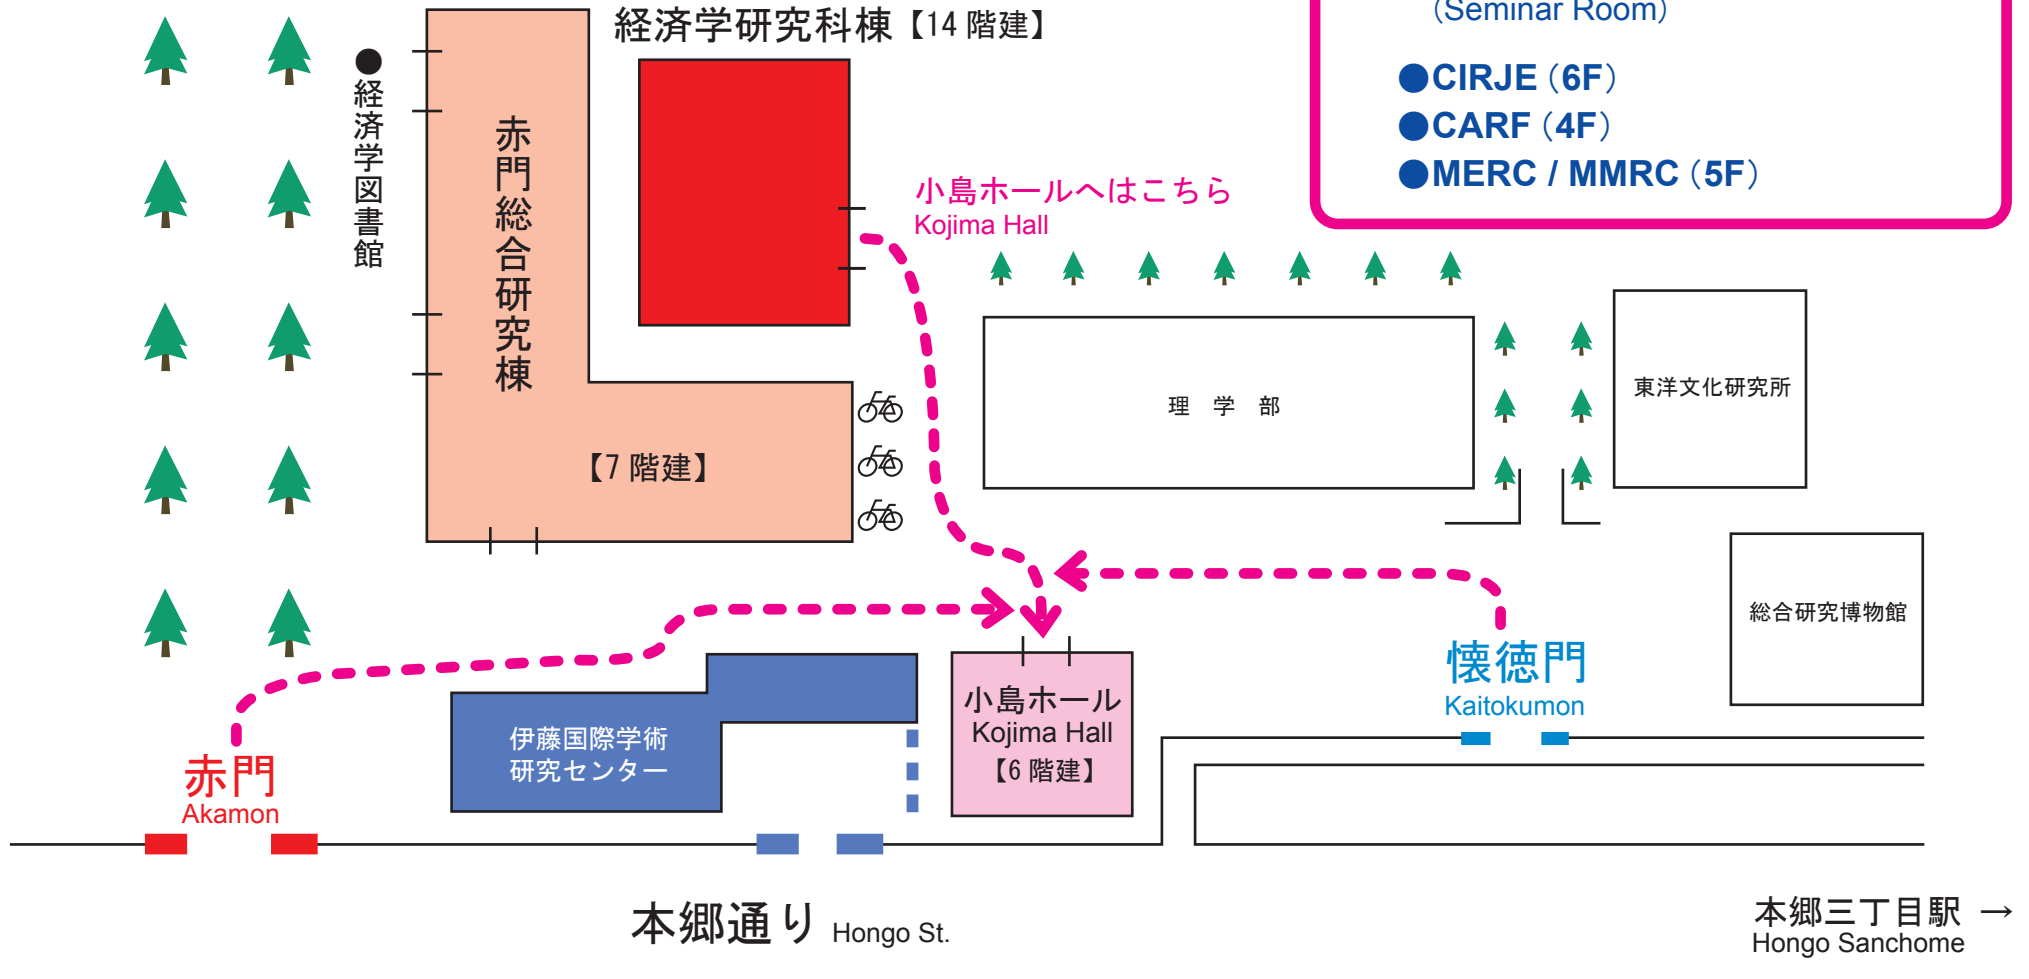 経済学研究科棟【14 階建】
(Seminar Room)
●CIRJE（6F）
●CARF（4F）
●MERC / MMRC（5F）
●経済学図書館
赤門総合研究棟
【7 階建】
小島ホールへはこちら
Kojima Hall
理 学 部
東洋文化研究所
総合研究博物館
懐徳門
Kaitokumon
小島ホール
Kojima Hall
【6 階建】
伊藤国際学術
研究センター
赤門
Akamon
本郷通り Hongo St.
本郷三丁目駅 →
Hongo Sanchome